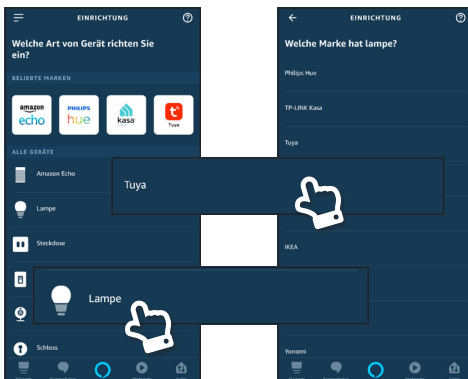 EINRICHTUNG
Welche Art von Gerät richten Sie
ein?
BELIEBTE MARKEN
amazon
echo
PHILIPS
hue
kasa
Tuya
ALLE GERÄTE
Amazon Echo
Lampe
Steckdose
Lampe
Schloss
EINRICHTUNG
Welche Marke hat lampe?
Philips Hue
TP-LINK Kasa
Tuya
Tuya
IKEA
Yonomi